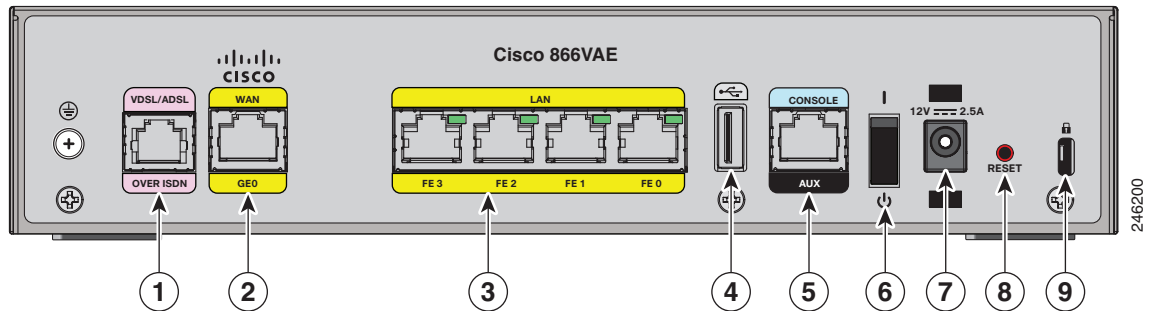 Cisco 866VAE
CISCO
VDSL/ADSL
WAN
LAN
CONSOLE
12V 2.5A
OVER ISDN
GE0
FE 3
FE 2
FE 1
FE 0
AUX
RESET
1
2
3
4
5
6
7
8
9
246200